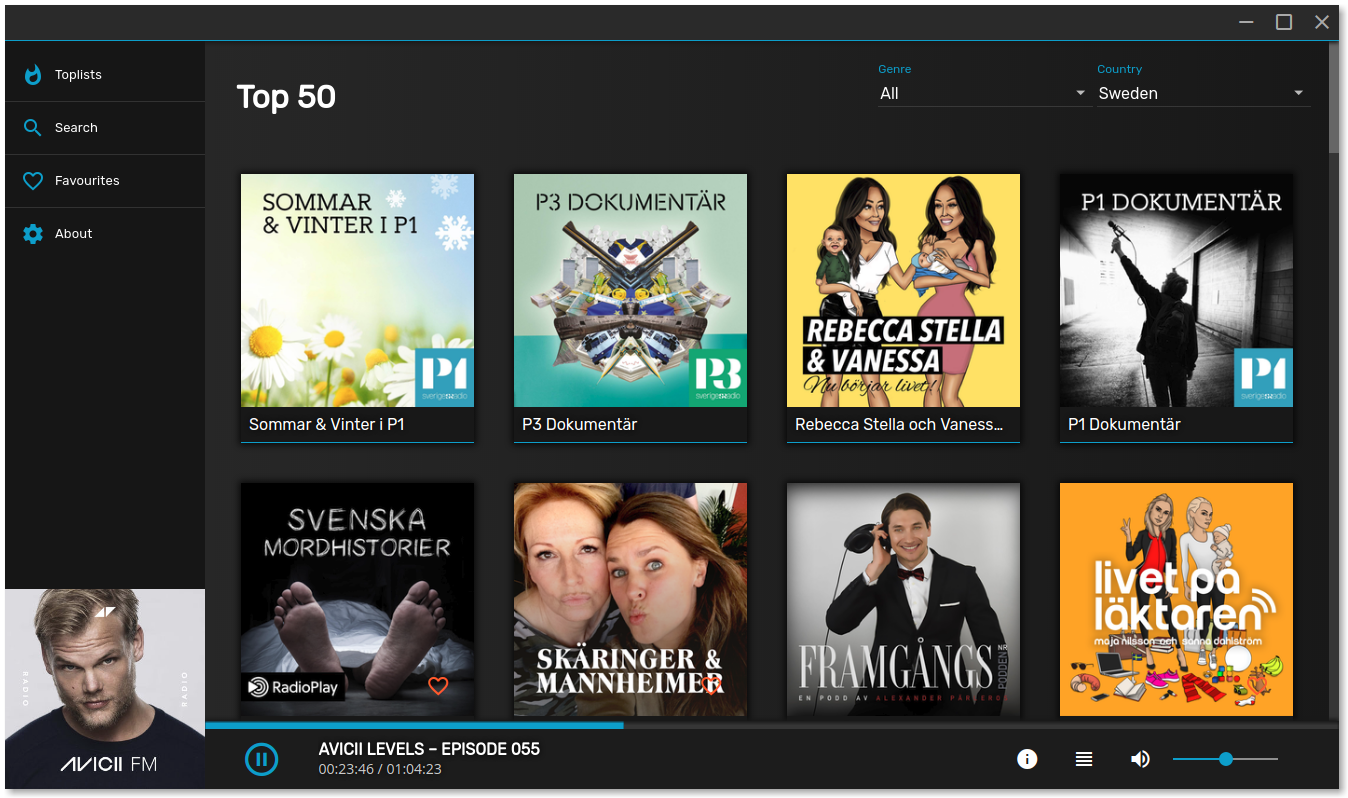 Toplists
Search
Favourites
About
Top 50
Genre
All
Country
Sweden
SOMMAR
& VINTER I P1
P1
sverigesradio
Sommar & Vinter i P1
P3 DOKUMENTÄR
P3
sverigesradio
P3 Dokumentär
REBECCA STELLA
& VANESSA
Nu börjar livet!
Rebecca Stella och Vaness...
P1 DOKUMENTÄR
P1
sverigesradio
P1 Dokumentär
SVENSKA
MORDHISTORIER
RadioPlay
SKÄRINGER &
MANNHEIMER
FRAMGÅNGS
PODDEN
NR
1
EN PODD AV ALEXANDER PÄRLEROS
livet på
läktaren
maja nilsson och sanna dahlström
RADIO
RADIO
AVICII FM
AVICII LEVELS – EPISODE 055
00:23:46 / 01:04:23